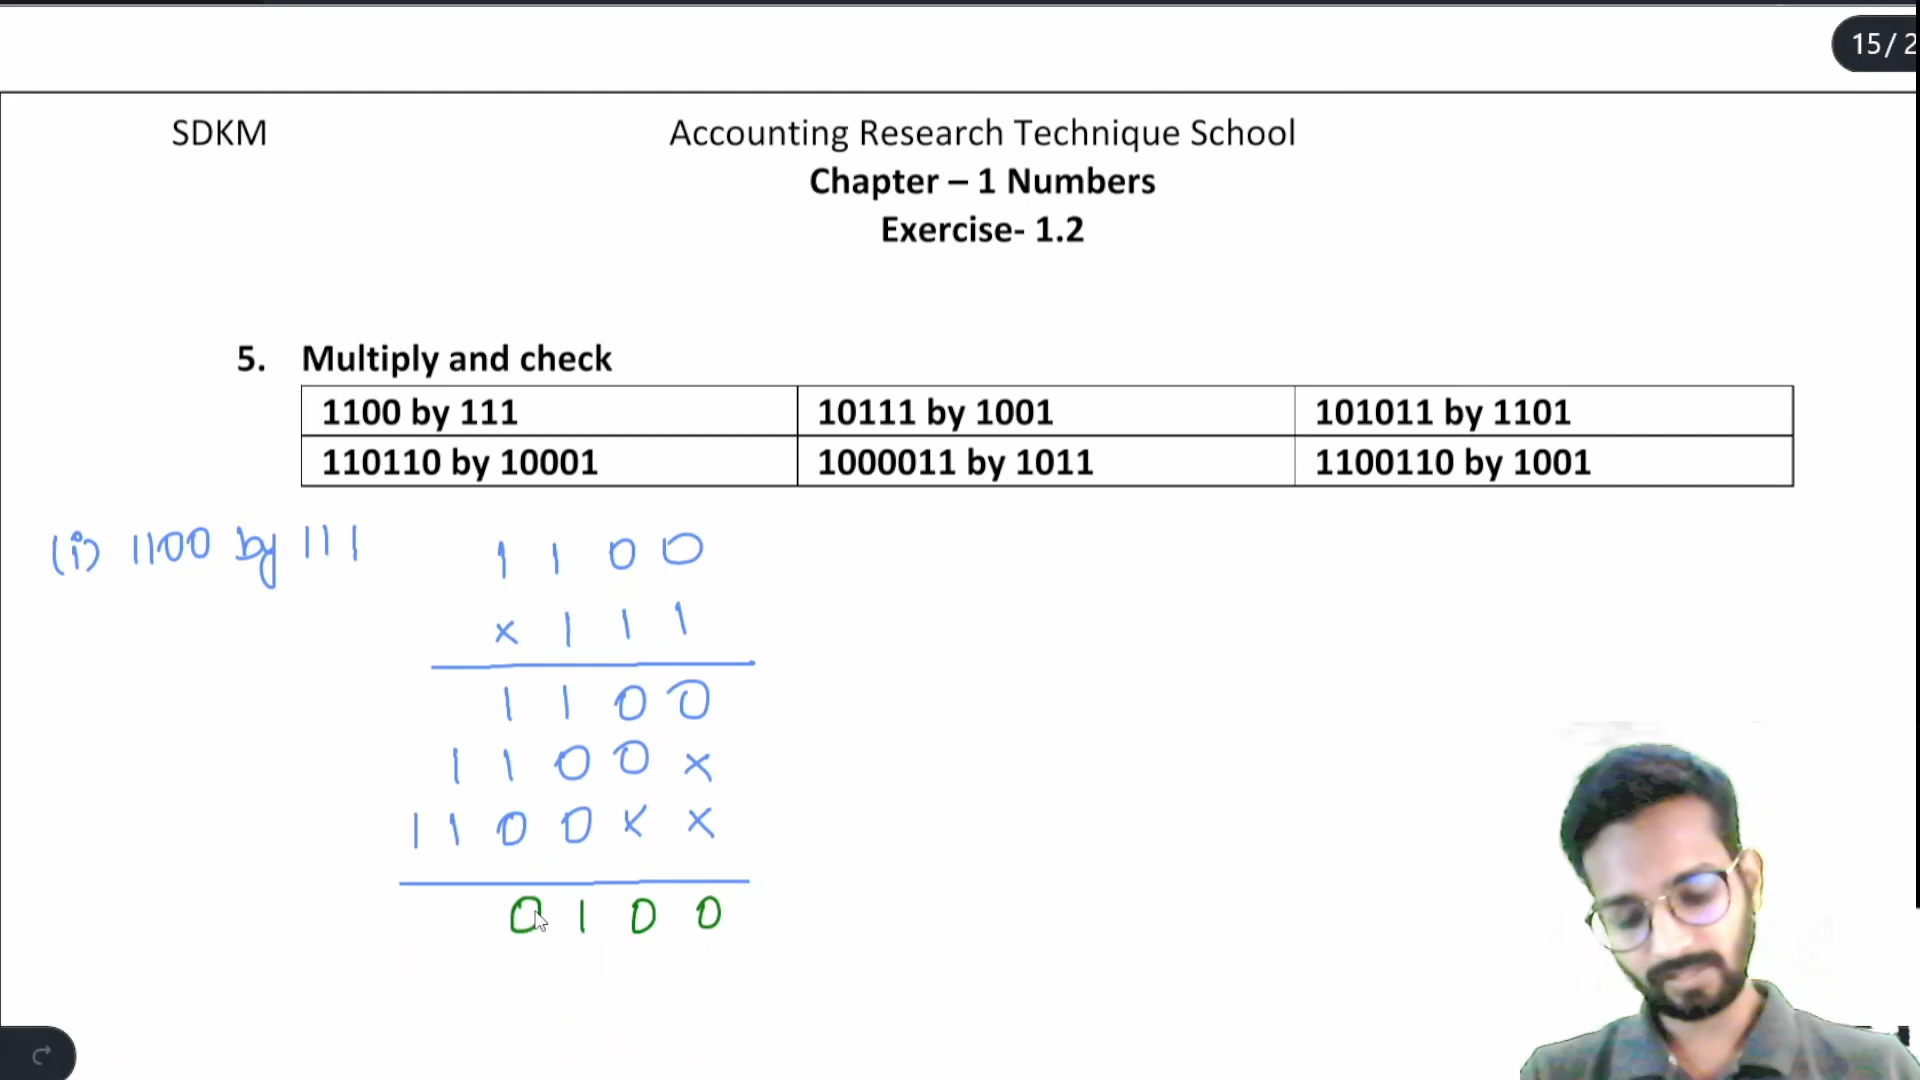 15/ 2
SDKM
Accounting Research Technique School
Chapter – 1 Numbers
Exercise- 1.2
5. Multiply and check
1100 by 111 10111 by 1001 101011 by 1101
110110 by 10001 1000011 by 1011 1100110 by 1001
(i) 1100 by 111
1 1 0 0
× 1 1 1
1 1 0 0
1 1 0 0 ×
1 1 0 0 × ×
0 1 0 0